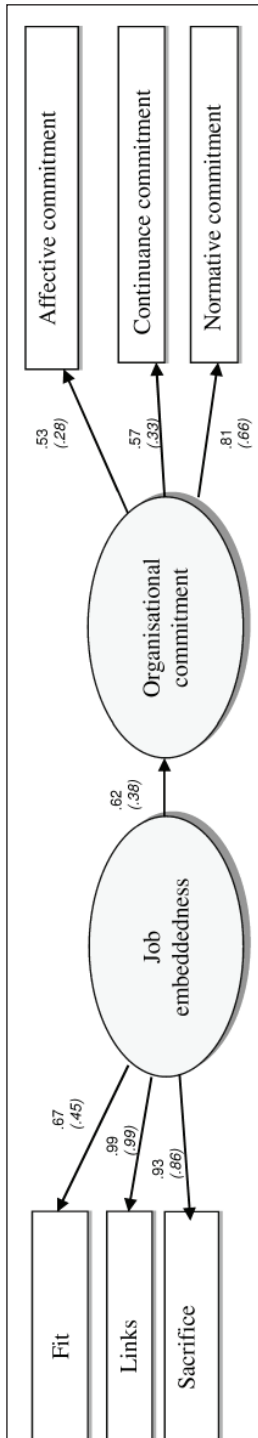 Fit
Links
Sacrifice
.67
(.45)
.99
(.99)
.93
(.86)
Job
embeddedness
.62
(.38)
Organisational
commitment
.53
(.28)
.57
(.33)
.81
(.66)
Affective commitment
Continuance commitment
Normative commitment